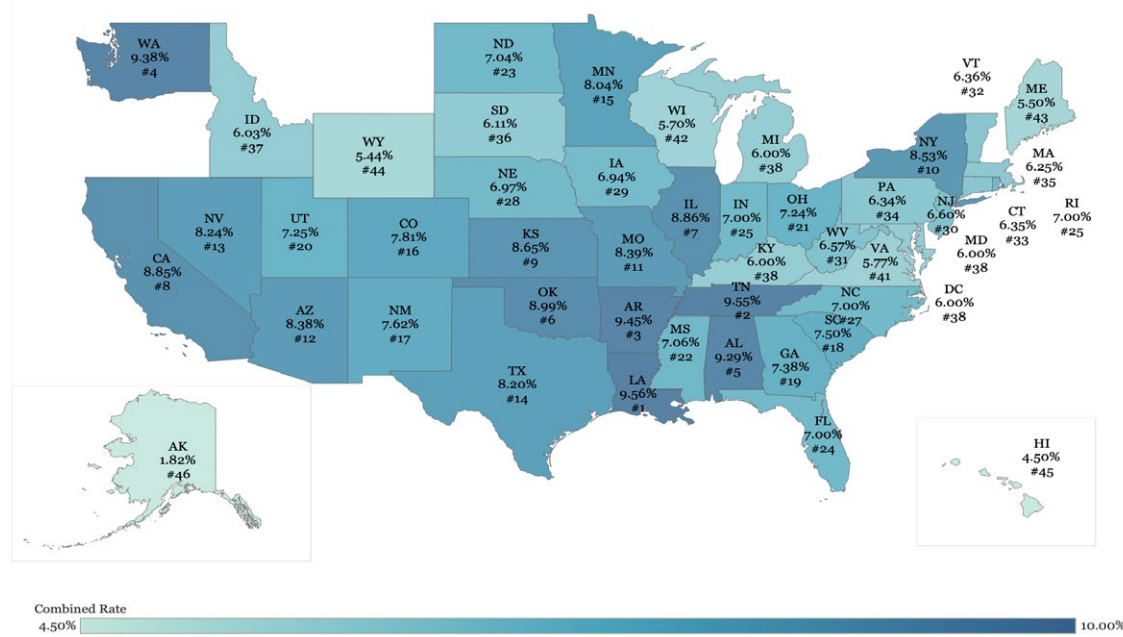 WA
9.38%
#4
ID
6.03%
#37
WY
5.44%
#44
ND
7.04%
#23
SD
6.11%
#36
NE
6.97%
#28
MN
8.04%
#15
IA
6.94%
#29
WI
5.70%
#42
MI
6.00%
#38
VT
6.36%
#32
ME
5.50%
#43
NY
8.53%
#10
MA
6.25%
#35
RI
7.00%
#25
CT
6.35%
#33
PA
6.34%
#34
NJ
6.60%
#30
MD
6.00%
#38
DC
6.00%
#38
CA
8.85%
#8
NV
8.24%
#13
UT
7.25%
#20
CO
7.81%
#16
KS
8.65%
#9
MO
8.39%
#11
IL
8.86%
#7
IN
7.00%
#25
OH
7.24%
#21
WV
6.57%
#31
VA
5.77%
#41
KY
6.00%
#38
AZ
8.38%
#12
NM
7.62%
#17
OK
8.99%
#6
AR
9.45%
#3
TN
9.55%
#2
NC
7.00%
#27
SC
7.50%
#18
MS
7.06%
#22
AL
9.29%
#5
GA
7.38%
#19
TX
8.20%
#14
LA
9.56%
#1
FL
7.00%
#24
AK
1.82%
#46
HI
4.50%
#45
Combined Rate
4.50%
10.00%